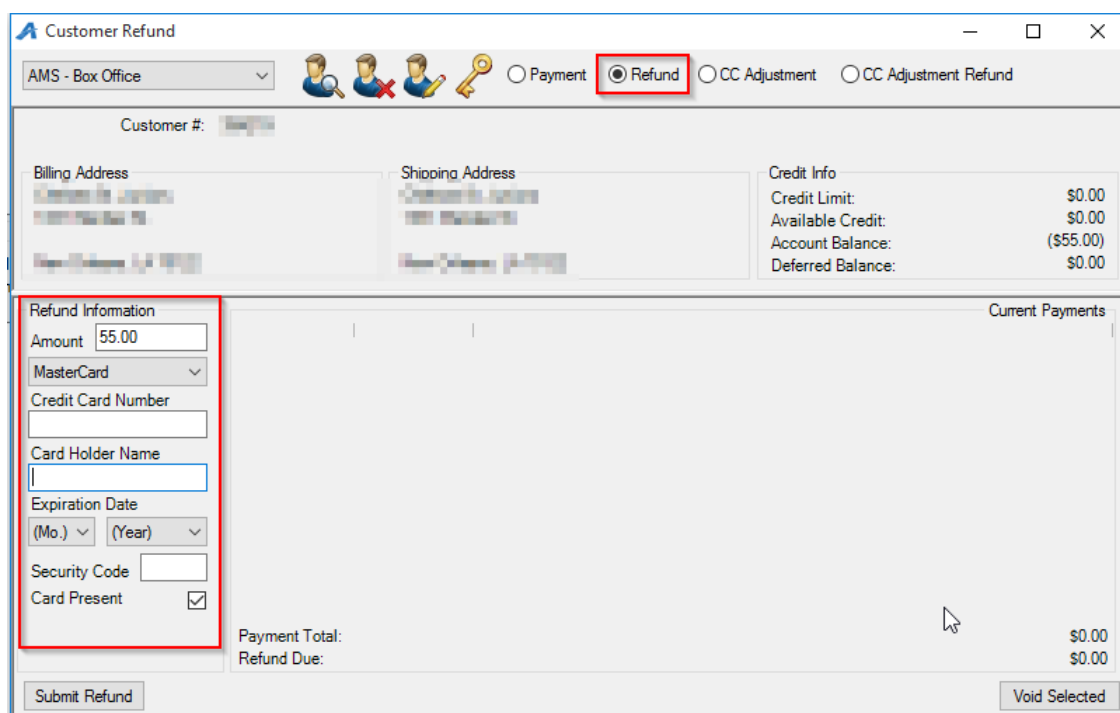 Customer Refund
AMS - Box Office
Payment
Refund
CC Adjustment
CC Adjustment Refund
Customer #:
Billing Address
Shipping Address
Credit Info
Credit Limit: $0.00
Available Credit: $0.00
Account Balance: ($55.00)
Deferred Balance: $0.00
Refund Information
Amount 55.00
MasterCard
Credit Card Number
Card Holder Name
Expiration Date
(Mo.) (Year)
Security Code
Card Present
Current Payments
Payment Total: $0.00
Refund Due: $0.00
Submit Refund
Void Selected